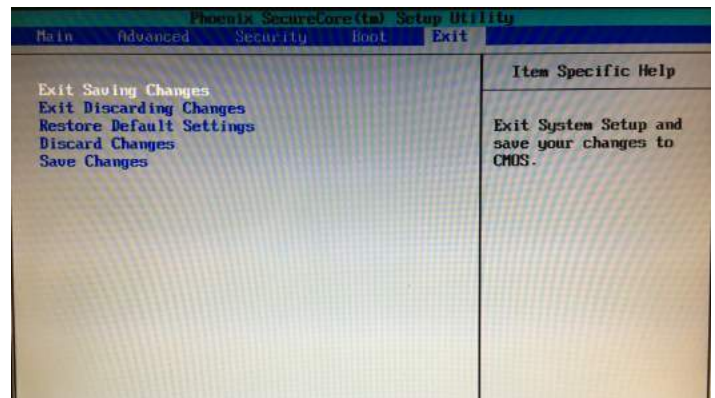 Phoenix SecureCore(tm) Setup Utility
Main Advanced Security Boot Exit
Item Specific Help
Exit Saving Changes
Exit Discarding Changes
Restore Default Settings
Discard Changes
Save Changes
Exit System Setup and
save your changes to
CMOS.